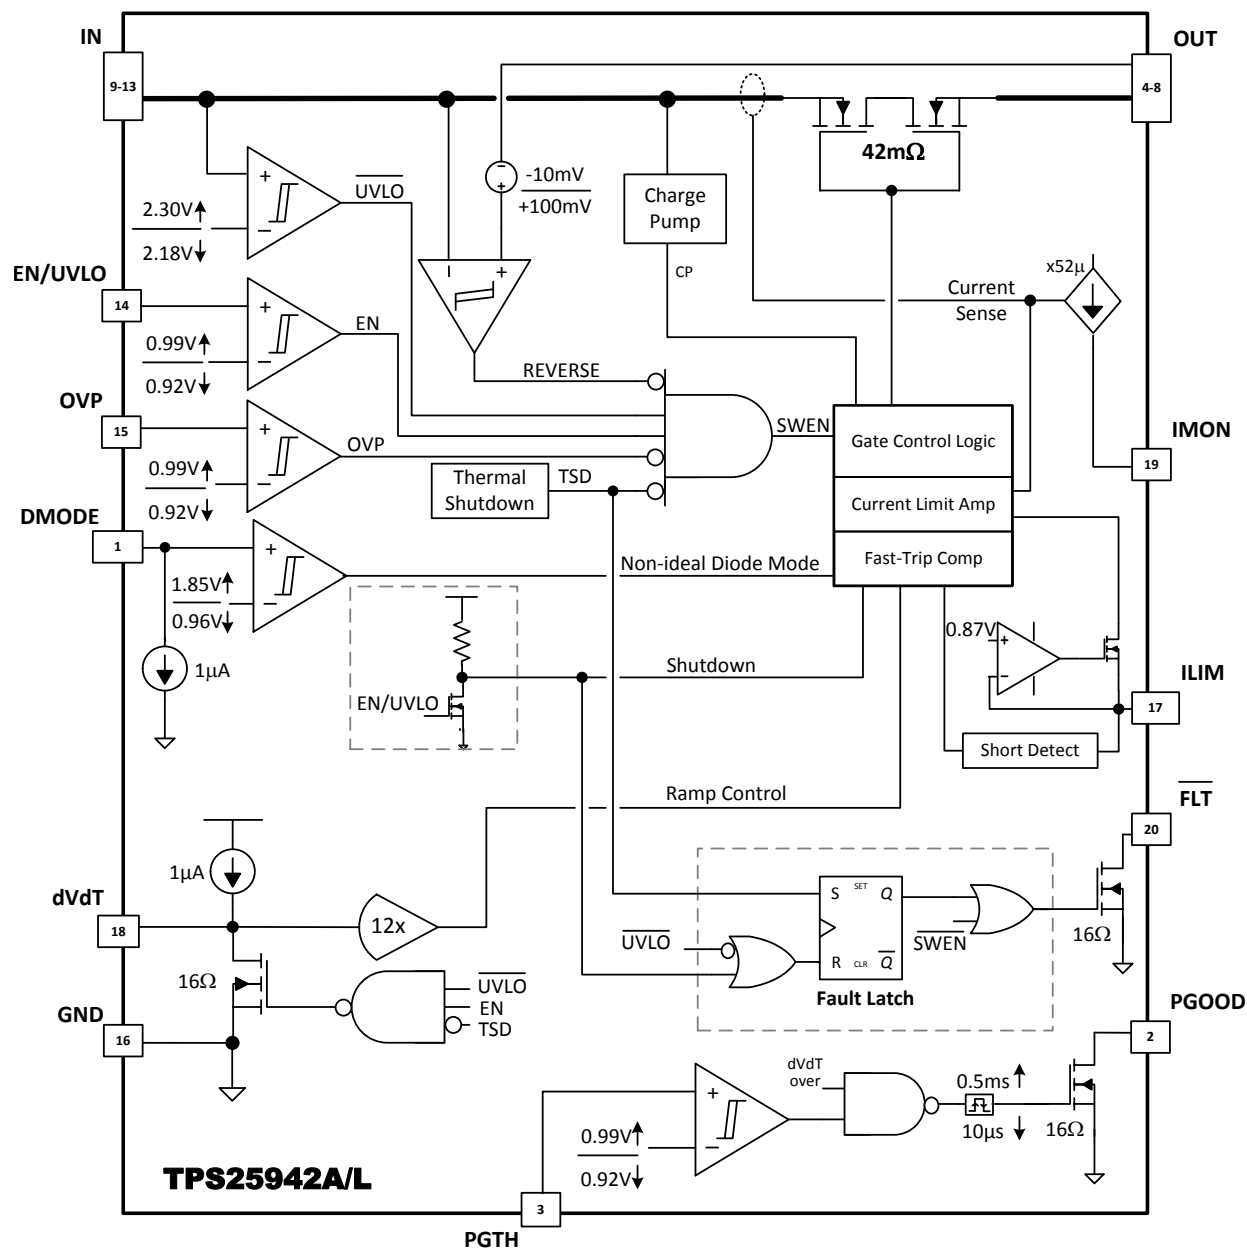 IN
OUT
9-13
4-8
42mΩ
+
UVLO
-10mV
+100mV
Charge
Pump
2.30V
2.18V
−
+
CP
x52µ
EN/UVLO
14
+
EN
Current
Sense
0.99V
0.92V
REVERSE
OVP
15
+
OVP
SWEN
Gate Control Logic
IMON
19
0.99V
0.92V
Thermal
Shutdown
TSD
Current Limit Amp
DMODE
1
+
Non-ideal Diode Mode
Fast-Trip Comp
1.85V
0.96V
0.87V
+
1µA
Shutdown
EN/UVLO
ILIM
17
Short Detect
Ramp Control
FLT
20
1µA
dVdT
18
12x
S
SET
Q
UVLO
SWEN
16Ω
R
CLR
Q
Fault Latch
16Ω
UVLO
EN
TSD
GND
16
PGOOD
2
dVdT
over
0.5ms
10µs
16Ω
+
0.99V
0.92V
TPS25942A/L
3
PGTH